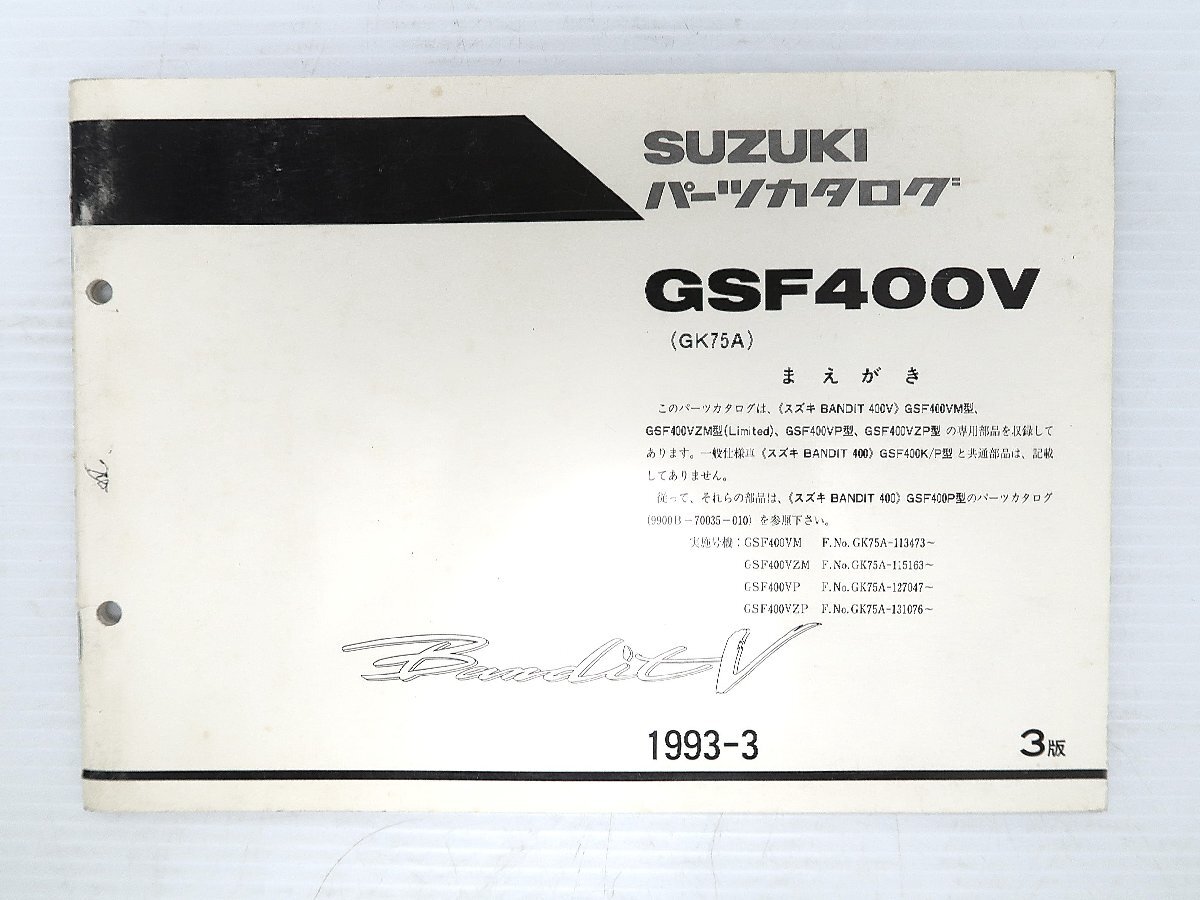 SUZUKI
パーツカタログ
GSF400V
(GK75A)
まえがき
このパーツカタログは、《スズキ BANDIT 400V》GSF400VM型、
GSF400VZM型(Limited)、GSF400VP型、GSF400VZP型 の専用部品を収録して
あります。一般仕様車《スズキ BANDIT 400》GSF400K/P型 と共通部品は、記載
してありません。
従って、それらの部品は、《スズキ BANDIT 400》GSF400P型のパーツカタログ
(9900B-70035-010) を参照下さい。
実施号機：GSF400VM F.No.GK75A-113473~
GSF400VZM F.No.GK75A-115163~
GSF400VP F.No.GK75A-127047~
GSF400VZP F.No.GK75A-131076~
Bandit V
1993-3
3版